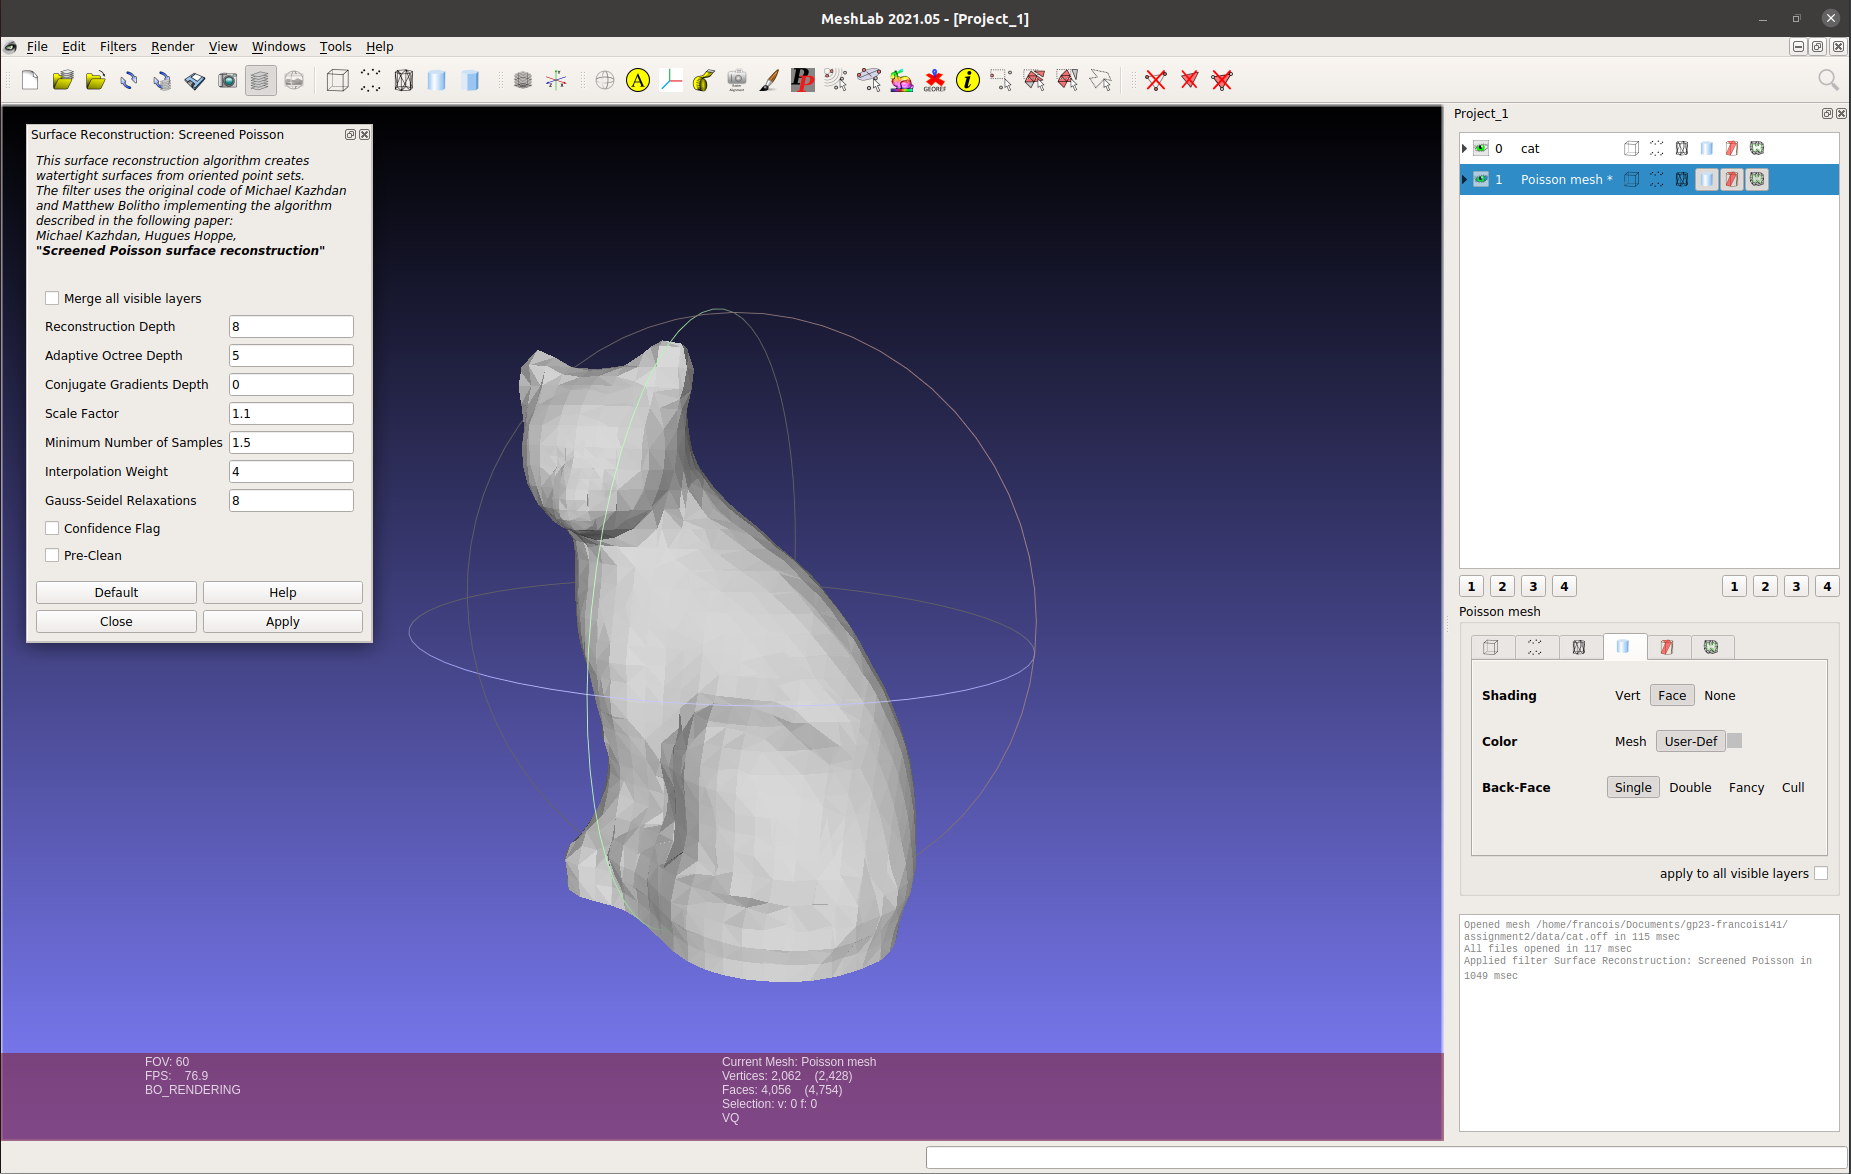 MeshLab 2021.05 - [Project_1]
File Edit Filters Render View Windows Tools Help
A PP GEOREF i
Surface Reconstruction: Screened Poisson
This surface reconstruction algorithm creates
watertight surfaces from oriented point sets.
The filter uses the original code of Michael Kazhdan
and Matthew Bolitho implementing the algorithm
described in the following paper:
Michael Kazhdan, Hugues Hoppe,
"Screened Poisson surface reconstruction"
Merge all visible layers
Reconstruction Depth 8
Adaptive Octree Depth 5
Conjugate Gradients Depth 0
Scale Factor 1.1
Minimum Number of Samples 1.5
Interpolation Weight 4
Gauss-Seidel Relaxations 8
Confidence Flag
Pre-Clean
Default Help
Close Apply
FOV: 60
FPS: 76.9
BO_RENDERING
Current Mesh: Poisson mesh
Vertices: 2,062 (2,428)
Faces: 4,056 (4,754)
Selection: v: 0 f: 0
VQ
Project_1
0 cat
1 Poisson mesh *
1 2 3 4 1 2 3 4
Poisson mesh
Shading Vert Face None
Color Mesh User-Def
Back-Face Single Double Fancy Cull
apply to all visible layers
Opened mesh /home/francois/Documents/gp23-francois141/
assignment2/data/cat.off in 115 msec
All files opened in 117 msec
Applied filter Surface Reconstruction: Screened Poisson in
1049 msec